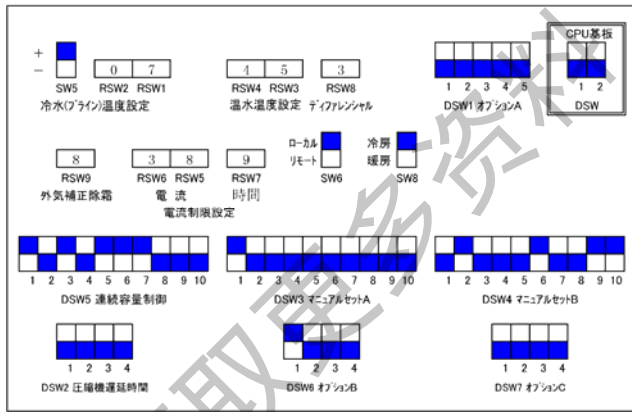 CPU基板
+
−
0 7
4 5
3
SW5 RSW2 RSW1
RSW4 RSW3 RSW8
1 2 3 4 5
1 2
冷水(ブライン)温度設定
温水温度設定 ディファレンシャル
DSW1 オプションA
DSW
ローカル
リモート
冷房
暖房
8
3 8
9
RSW9
RSW6 RSW5
RSW7
SW6
SW8
外気補正除霜
電 流
時間
電流制限設定
1 2 3 4 5 6 7 8 9 10
1 2 3 4 5 6 7 8 9 10
1 2 3 4 5 6 7 8 9 10
DSW5 連続容量制御
DSW3 マニュアルセットA
DSW4 マニュアルセットB
1 2 3 4
1 2 3 4
1 2 3 4
DSW2 圧縮機遅延時間
DSW6 オプションB
DSW7 オプションC
取更多资料